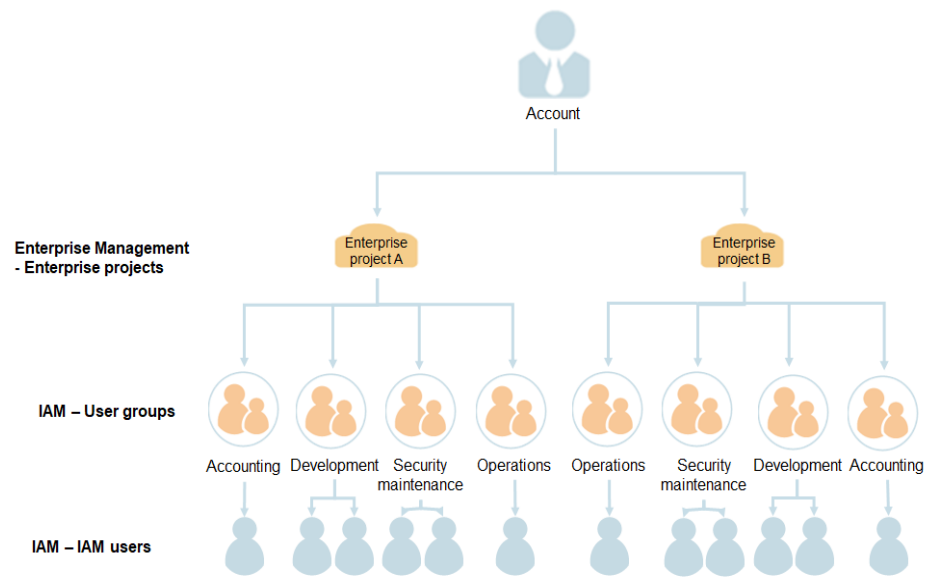 Account
Enterprise Management
- Enterprise projects
Enterprise
project A
Enterprise
project B
IAM – User groups
Accounting
Development
Security
maintenance
Operations
Operations
Security
maintenance
Development
Accounting
IAM – IAM users